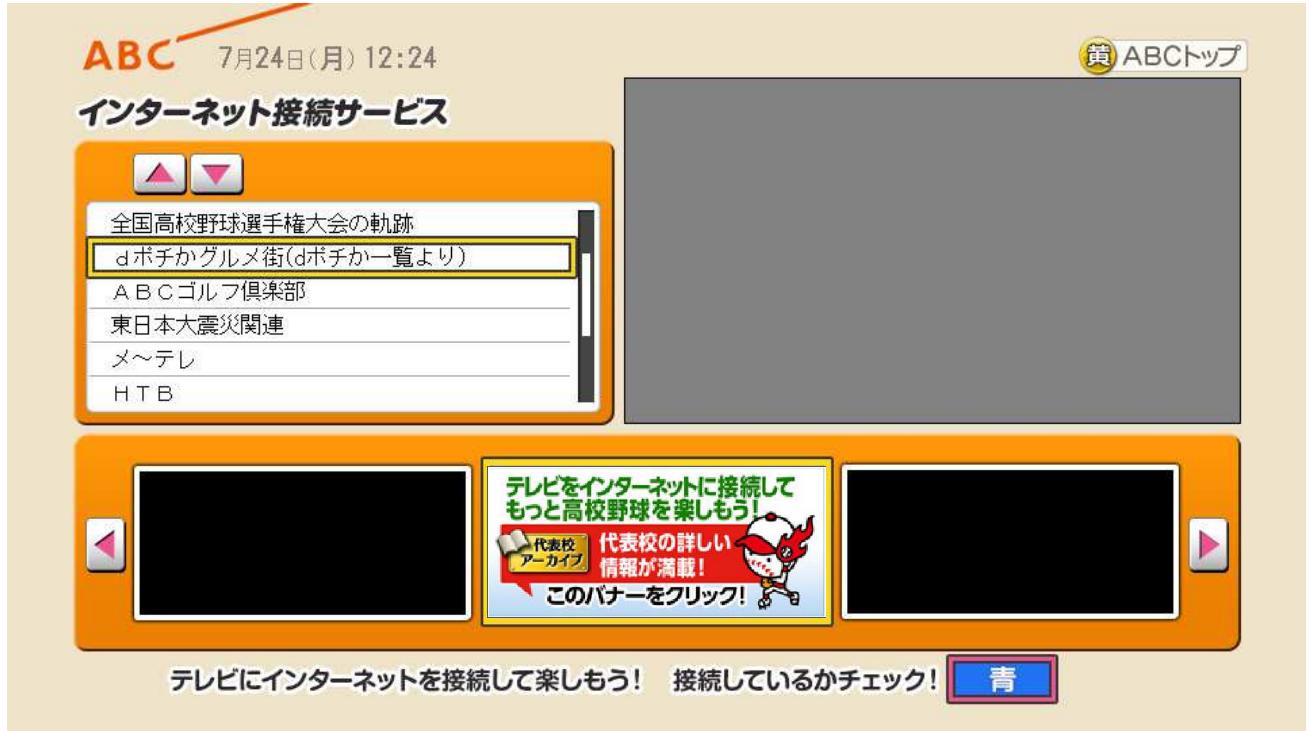 ABC 7月24日(月) 12:24
黄 ABCトップ
インターネット接続サービス
全国高校野球選手権大会の軌跡
dポチかグルメ街(dポチか一覧より)
ABCゴルフ倶楽部
東日本大震災関連
メ～テレ
HTB
テレビをインターネットに接続して
もっと高校野球を楽しもう!
代表校
アーカイブ
代表校の詳しい
情報が満載!
このバナーをクリック!
テレビにインターネットを接続して楽しもう! 接続しているかチェック! 青